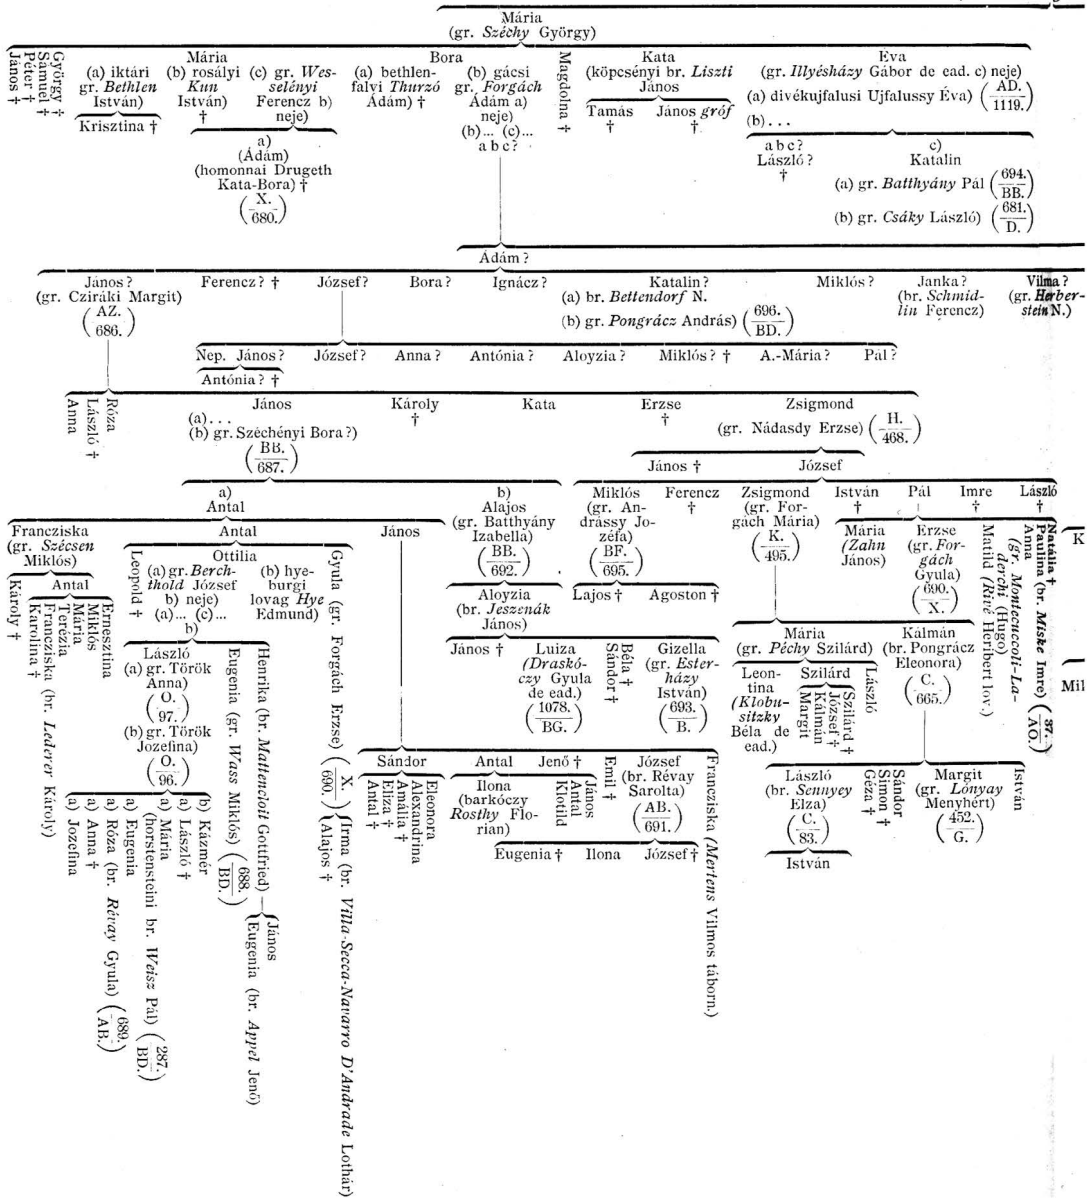 Mária
(gr. Széchy György)
György †
Sámuel †
Péter †
János †
Mária
(a) iktári gr. Bethlen István)
(b) rosályi Kun István) †
(c) gr. Wesselényi Ferencz b) neje)
Krisztina †
a)
(Ádám)
(homonnai Drugeth
Kata-Bora) †
(X. 680.)
Bora
(a) bethlenfalvi Thurzó Ádám) †
(b) gácsi gr. Forgách Ádám a) neje)
(b)... (c)...
a b c?
Magdolna †
Kata
(köpcsényi br. Liszti
János
Tamás †
János gróf †
Éva
(gr. Illyésházy Gábor de ead. c) neje)
(a) divékujfalusi Ujfalussy Éva) (AD. 1119.)
(b)...
a b c?
László?
†
c)
Katalin
(a) gr. Batthyány Pál (694. BB.)
(b) gr. Csáky László) (681. D.)
Ádám?
János?
(gr. Cziráki Margit)
(AZ. 686.)
Ferencz? †
József?
Bora?
Ignácz?
Katalin?
(a) br. Bettendorf N.
(b) gr. Pongrácz András) (696. BD.)
Miklós?
Janka?
(br. Schmidlin Ferencz)
Vilma?
(gr. Herberstein N.)
Nep. János?
József?
Anna?
Antónia?
Aloyzia?
Miklós? †
A.-Mária?
Pál?
Antónia? †
Róza
László †
Anna
János
(a)...
(b) gr. Széchényi Bora?)
(BB. 687.)
Károly
†
Kata
Erzse
†
Zsigmond
(gr. Nádasdy Erzse) (H. 468.)
János †
József
a)
Antal
b)
Alajos
(gr. Batthyány
Izabella)
(BB. 692.)
Miklós
(gr. Andrássy Jozéfa)
(BF. 695.)
Ferencz
†
Zsigmond
(gr. Forgách Mária)
(K. 495.)
István
†
Pál
Imre
†
László
†
Francziska
(gr. Szécsen
Miklós)
Antal
János
Károly †
Antal
Ernesztina
Miklós
Mária
Terézia
Francziska (br. Lederer Károly)
Karolina †
Leopold †
Ottilia
(a) gr. Berchthold József b) neje)
(b) hyeburgi lovag Hye Edmund)
(a)... (c)...
Gyula (gr. Forgách Erzse) (X. 690.)
b)
László
(a) gr. Török
Anna)
(O. 97.)
(b) gr. Török
Jozefina)
(O. 96.)
Eugenia (gr. Wass Miklós) (688. BD.)
Henrika (br. Maltencloit Gottfried)
János
Eugenia (br. Appel Jenő)
b) Kázmér
a) László †
a) Mária (horstensteini br. Weisz Pál) (287. BD.)
a) Eugenia
a) Róza (br. Révay Gyula) (689. AB.)
a) Anna †
a) Jozefina
Irma (br. Villa-Secca-Navarro D'Andrade Lothár)
Alajos †
Aloyzia
(br. Jeszenák
János)
János †
Luiza
(Draskóczy Gyula
de ead.)
(1078. BG.)
Béla †
Sándor †
Gizella
(gr. Eszterházy
István)
(693. B.)
Lajos †
Ágoston †
Mária
(Zahn
János)
Erzse
(gr. Forgách
Gyula)
(690. X.)
Matild (Rivé Heribert lov.)
(gr. Montecuccoli-Laderchi (Hugo)
Anna
Paulina (br. Miske Imre) (37. AO.)
Natália †
Mária
(gr. Péchy Szilárd)
Kálmán
(br. Pongrácz
Eleonora)
(C. 665.)
Leontina
(Klobusitzky
Béla de
ead.)
Szilárd
László
Szilárd †
József †
Kálmán
Margit
Sándor
Eleonora
Alexandrina
Amália †
Eliza †
Antal †
Antal
Jenő †
Emil †
József
(br. Révay
Sarolta)
(AB. 691.)
Francziska (Mertens Vilmos táborn.)
Ilona
(barkóczy
Rosthy Florian)
János
Antal
Klotild
Eugenia †
Ilona
József †
László
(br. Sennyey
Elza)
(C. 83.)
István
Sándor
Simon †
Géza †
Margit
(gr. Lónyay
Menyhért)
(452. G.)
István
K
Mil